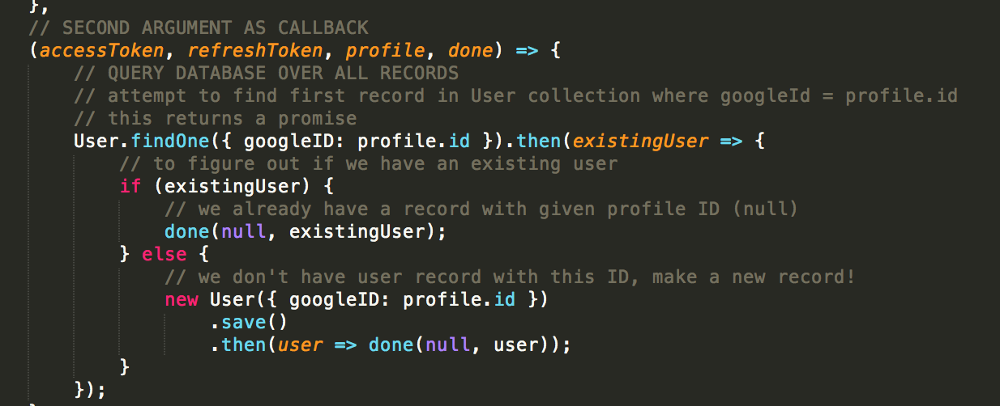 },
// SECOND ARGUMENT AS CALLBACK
(accessToken, refreshToken, profile, done) => {
// QUERY DATABASE OVER ALL RECORDS
// attempt to find first record in User collection where googleId = profile.id
// this returns a promise
User.findOne({ googleID: profile.id }).then(existingUser => {
// to figure out if we have an existing user
if (existingUser) {
// we already have a record with given profile ID (null)
done(null, existingUser);
} else {
// we don't have user record with this ID, make a new record!
new User({ googleID: profile.id })
.save()
.then(user => done(null, user));
}
});